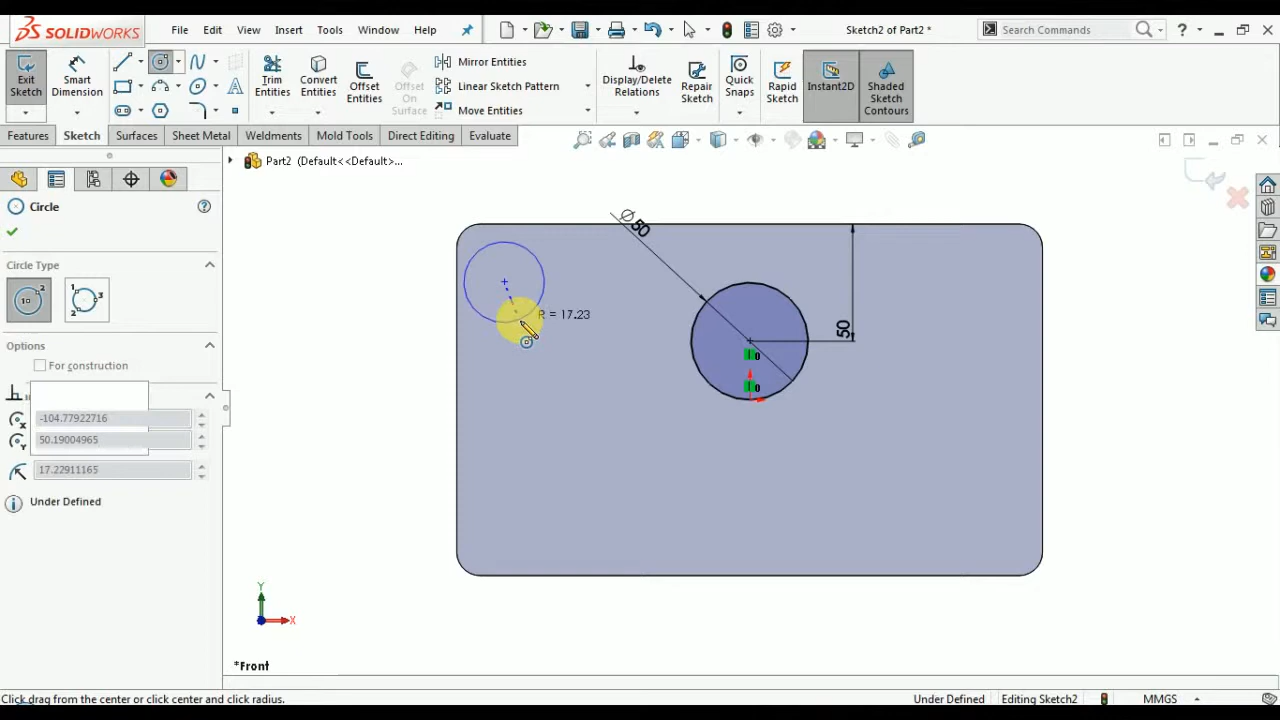 SOLIDWORKS
File Edit View Insert Tools Window Help
Sketch2 of Part2 *
Search Commands
Exit Sketch
Smart Dimension
Trim Entities
Convert Entities
Offset Entities
Offset On Surface
Mirror Entities
Linear Sketch Pattern
Move Entities
Display/Delete Relations
Repair Sketch
Quick Snaps
Rapid Sketch
Instant2D
Shaded Sketch Contours
Features Sketch Surfaces Sheet Metal Weldments Mold Tools Direct Editing Evaluate
Part2 (Default<<Default>...
Circle
Circle Type
Options
For construction
-104.77922716
50.19004965
17.22911165
Under Defined
Ø50
50
R = 17.23
0
0
Y
X
*Front
Click drag from the center or click center and click radius.
Under Defined Editing Sketch2 MMGS